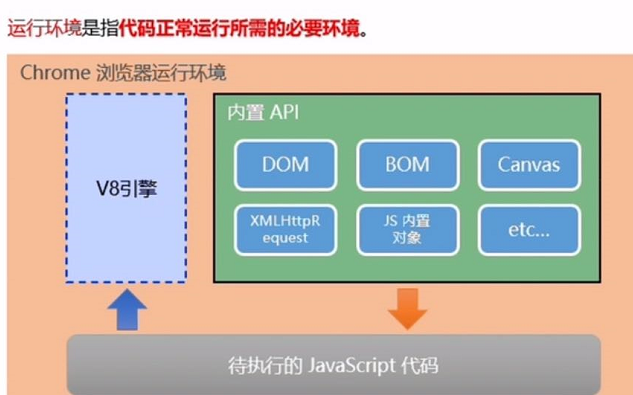 运行环境是指代码正常运行所需的必要环境。
Chrome 浏览器运行环境
V8引擎
内置 API
DOM
BOM
Canvas
XMLHttpR
equest
JS 内置
对象
etc...
待执行的 JavaScript 代码